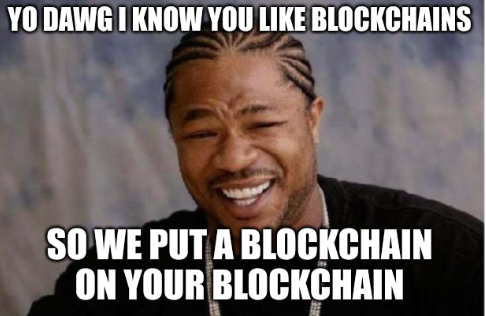 YO DAWG I KNOW YOU LIKE BLOCKCHAINS
SO WE PUT A BLOCKCHAIN
ON YOUR BLOCKCHAIN